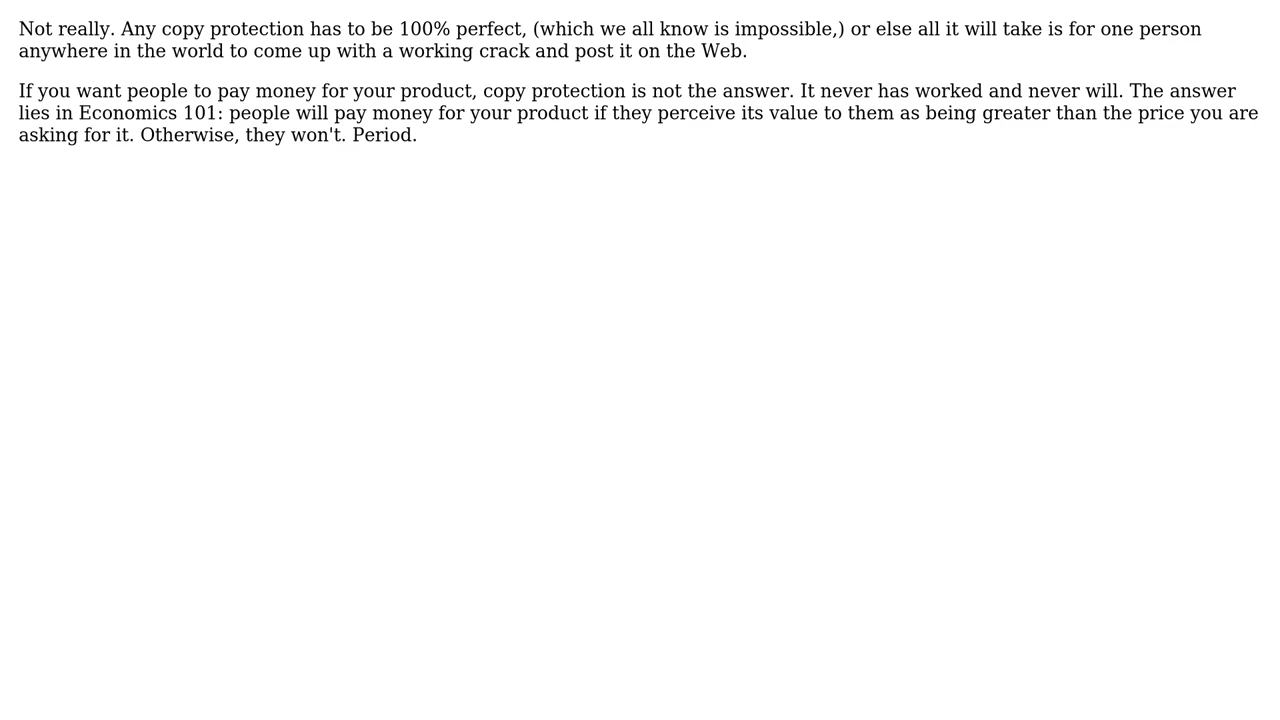 Not really. Any copy protection has to be 100% perfect, (which we all know is impossible,) or else all it will take is for one person
anywhere in the world to come up with a working crack and post it on the Web.
If you want people to pay money for your product, copy protection is not the answer. It never has worked and never will. The answer
lies in Economics 101: people will pay money for your product if they perceive its value to them as being greater than the price you are
asking for it. Otherwise, they won't. Period.